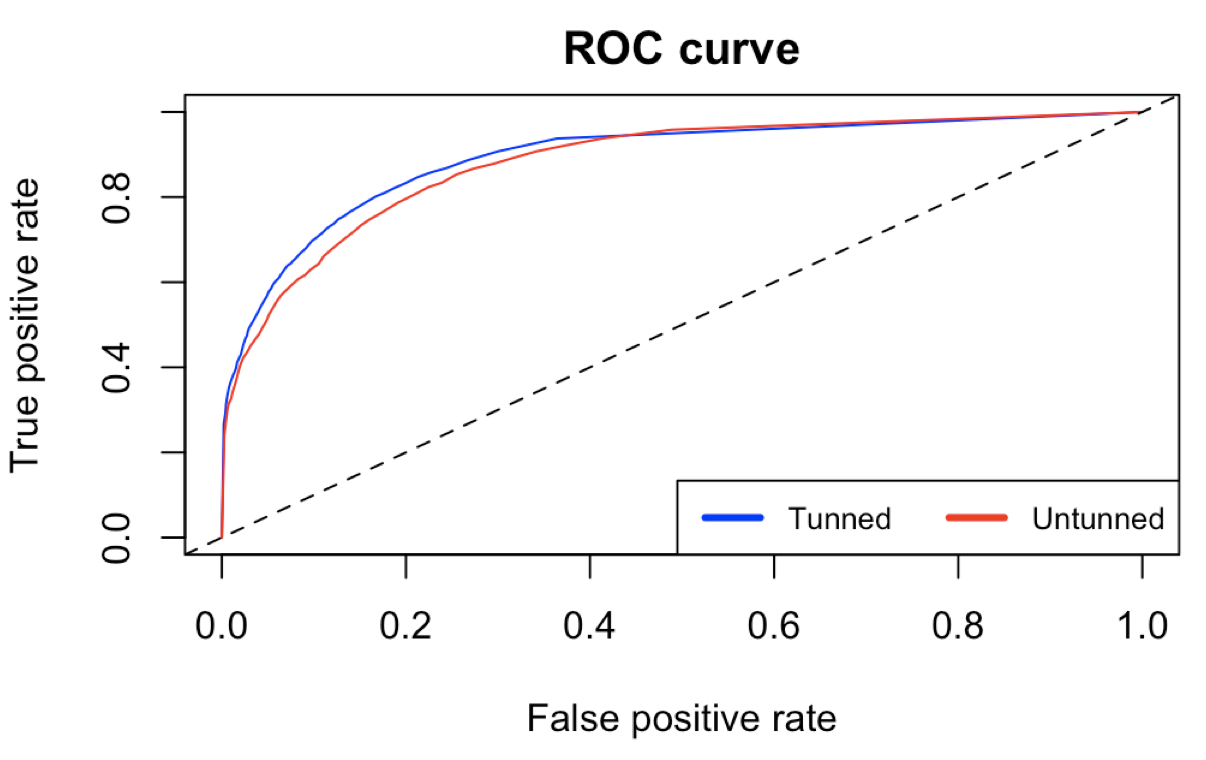 ROC curve
True positive rate
0.8
0.4
0.0
Tunned Untunned
0.0 0.2 0.4 0.6 0.8 1.0
False positive rate